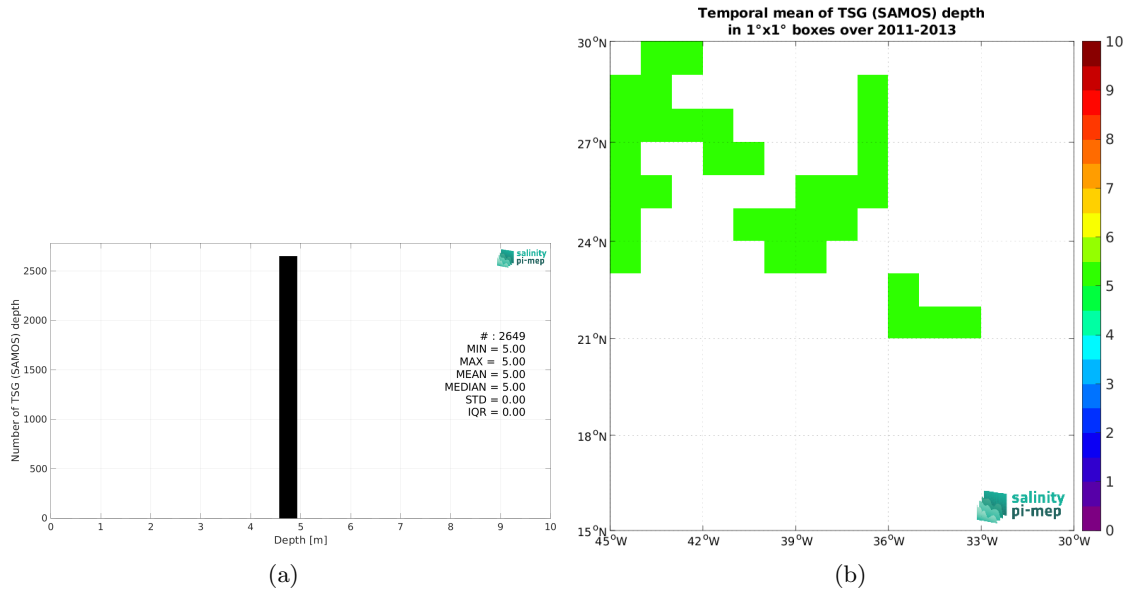 salinity
pi-mep
2500
2000
1500
1000
500
0
Number of TSG (SAMOS) depth
# : 2649
MIN = 5.00
MAX = 5.00
MEAN = 5.00
MEDIAN = 5.00
STD = 0.00
IQR = 0.00
0 1 2 3 4 5 6 7 8 9 10
Depth [m]
(a)
Temporal mean of TSG (SAMOS) depth
in 1°x1° boxes over 2011-2013
30°N
27°N
24°N
21°N
18°N
15°N
45°W 42°W 39°W 36°W 33°W 30°W
salinity
pi-mep
10
9
8
7
6
5
4
3
2
1
0
(b)